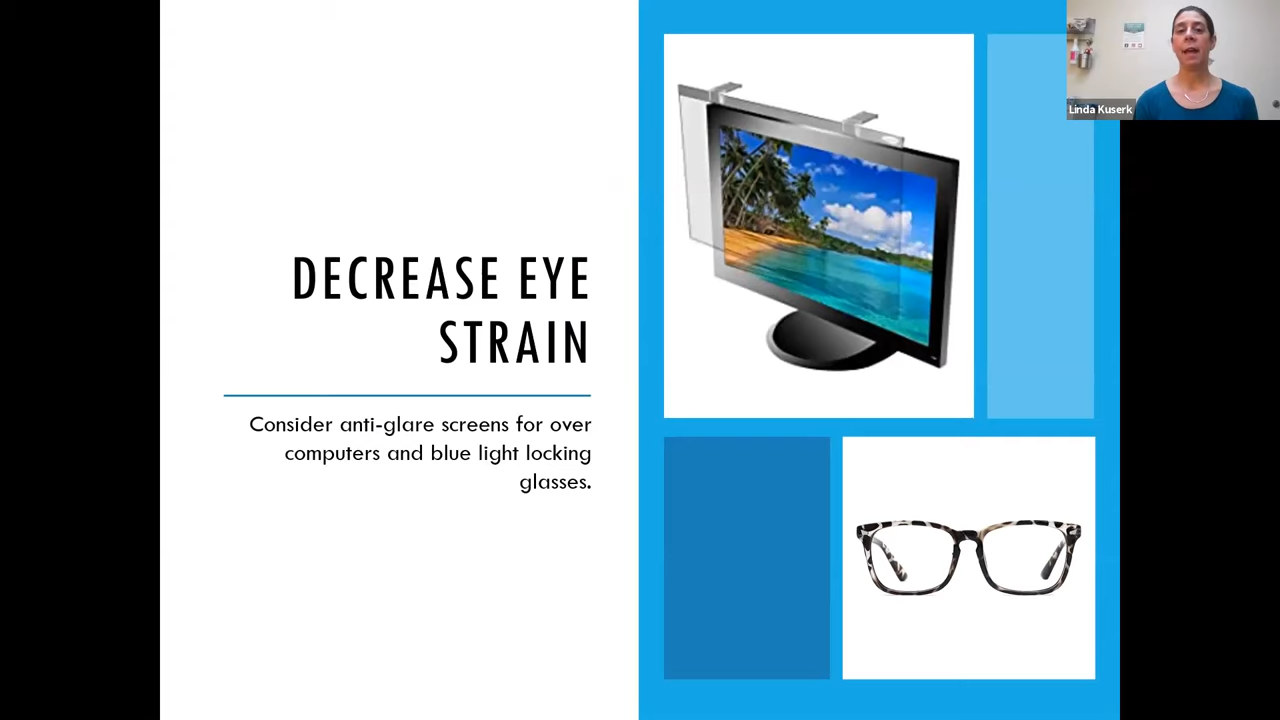 DECREASE EYE
STRAIN
Consider anti-glare screens for over
computers and blue light locking
glasses.
Linda Kuserk